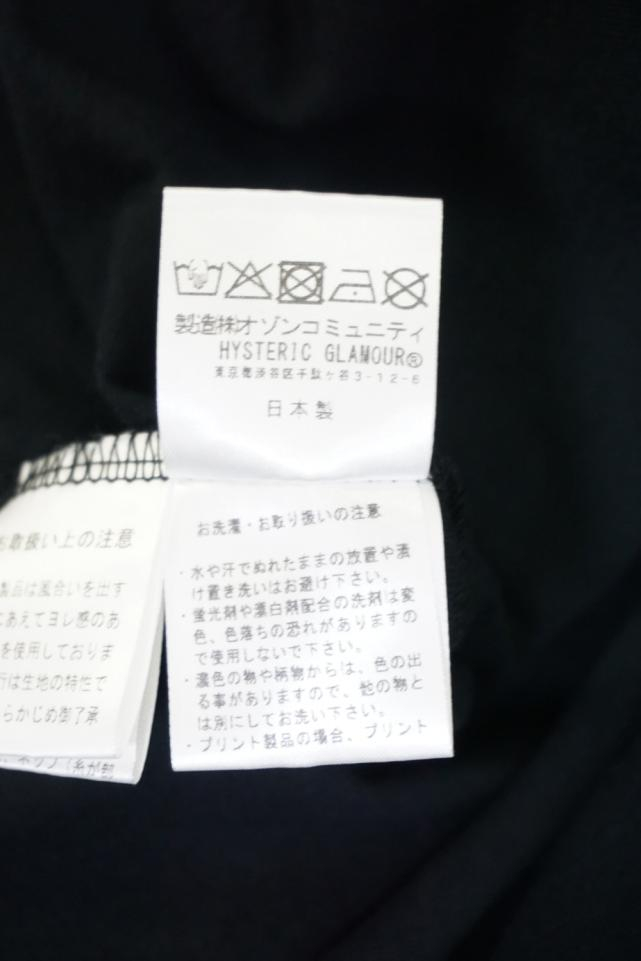 製造㈱オゾンコミュニティ
HYSTERIC GLAMOUR®
東京都渋谷区千駄ヶ谷3-12-6
日本製
お洗濯・お取り扱いの注意
・水や汗でぬれたままの放置や漬
け置き洗いはお避け下さい。
・蛍光剤や漂白剤配合の洗剤は変
色、色落ちの恐れがありますの
で使用しないで下さい。
・濃色の物や柄物からは、色の出
る事がありますので、他の物と
は別にしてお洗い下さい。
・プリント製品の場合、プリント
お取扱い上の注意
製品は風合いを出す
にあえてヨレ感のあ
を使用しておりま
行は生地の特性で
らかじめ御了承